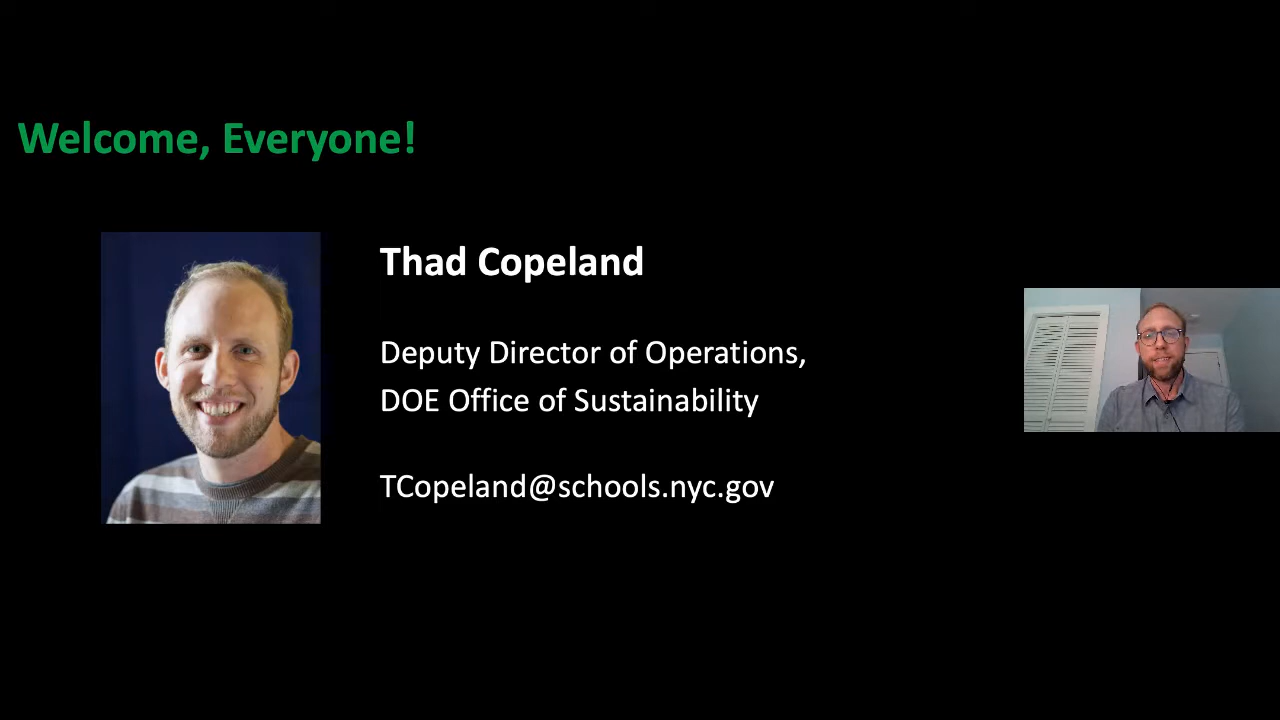 Welcome, Everyone!
Thad Copeland
Deputy Director of Operations,
DOE Office of Sustainability
TCopeland@schools.nyc.gov